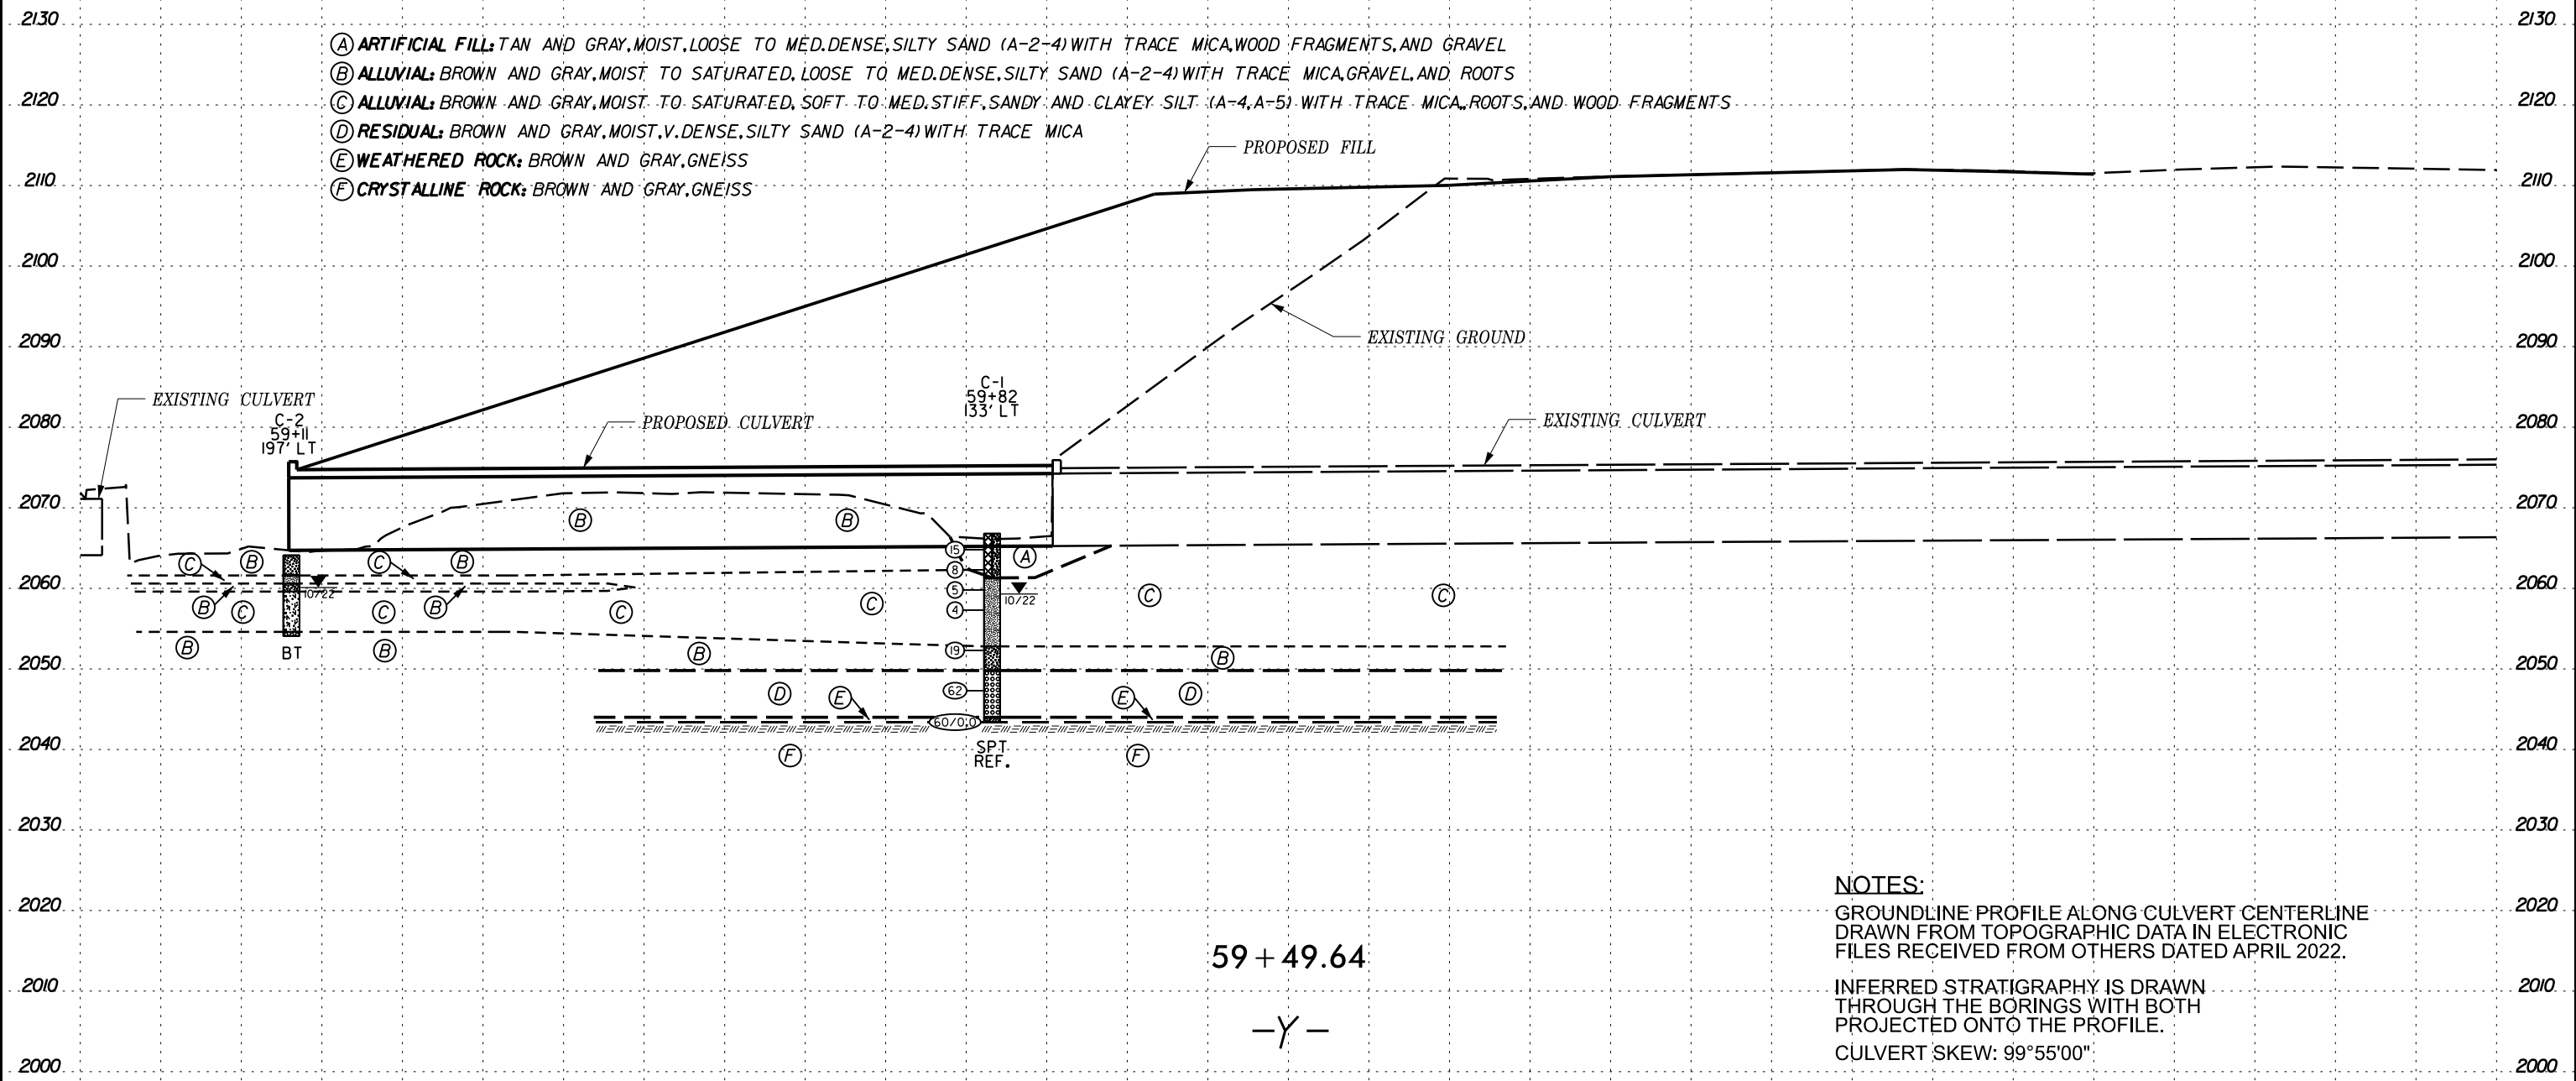 2130 2130
Ⓐ ARTIFICIAL FILL: TAN AND GRAY, MOIST, LOOSE TO MED. DENSE, SILTY SAND (A-2-4) WITH TRACE MICA, WOOD FRAGMENTS, AND GRAVEL
Ⓑ ALLUVIAL: BROWN AND GRAY, MOIST TO SATURATED, LOOSE TO MED. DENSE, SILTY SAND (A-2-4) WITH TRACE MICA, GRAVEL, AND ROOTS
2120 2120
Ⓒ ALLUVIAL: BROWN AND GRAY, MOIST TO SATURATED, SOFT TO MED. STIFF, SANDY AND CLAYEY SILT (A-4, A-5) WITH TRACE MICA,, ROOTS, AND WOOD FRAGMENTS
Ⓓ RESIDUAL: BROWN AND GRAY, MOIST, V. DENSE, SILTY SAND (A-2-4) WITH TRACE MICA
PROPOSED FILL
Ⓔ WEATHERED ROCK: BROWN AND GRAY, GNEISS
2110 2110
Ⓕ CRYSTALLINE ROCK: BROWN AND GRAY, GNEISS
2100 2100
2090 2090
EXISTING GROUND
EXISTING CULVERT
C-1
59+82
133' LT
2080 2080
C-2
59+11
197' LT
PROPOSED CULVERT
EXISTING CULVERT
2070 2070
B B
15 A
C B C B
8
2060 2060
10/22 5 10/22
B C C B C C 4 C C
B B B 19 B
BT
2050 2050
D E 62 E D
60/0.0
2040 2040
F SPT F
REF.
2030 2030
2020 2020
NOTES:
GROUNDLINE PROFILE ALONG CULVERT CENTERLINE
DRAWN FROM TOPOGRAPHIC DATA IN ELECTRONIC
FILES RECEIVED FROM OTHERS DATED APRIL 2022.
59+49.64
2010 2010
INFERRED STRATIGRAPHY IS DRAWN
THROUGH THE BORINGS WITH BOTH
PROJECTED ONTO THE PROFILE.
-Y-
CULVERT SKEW: 99°55'00"
2000 2000